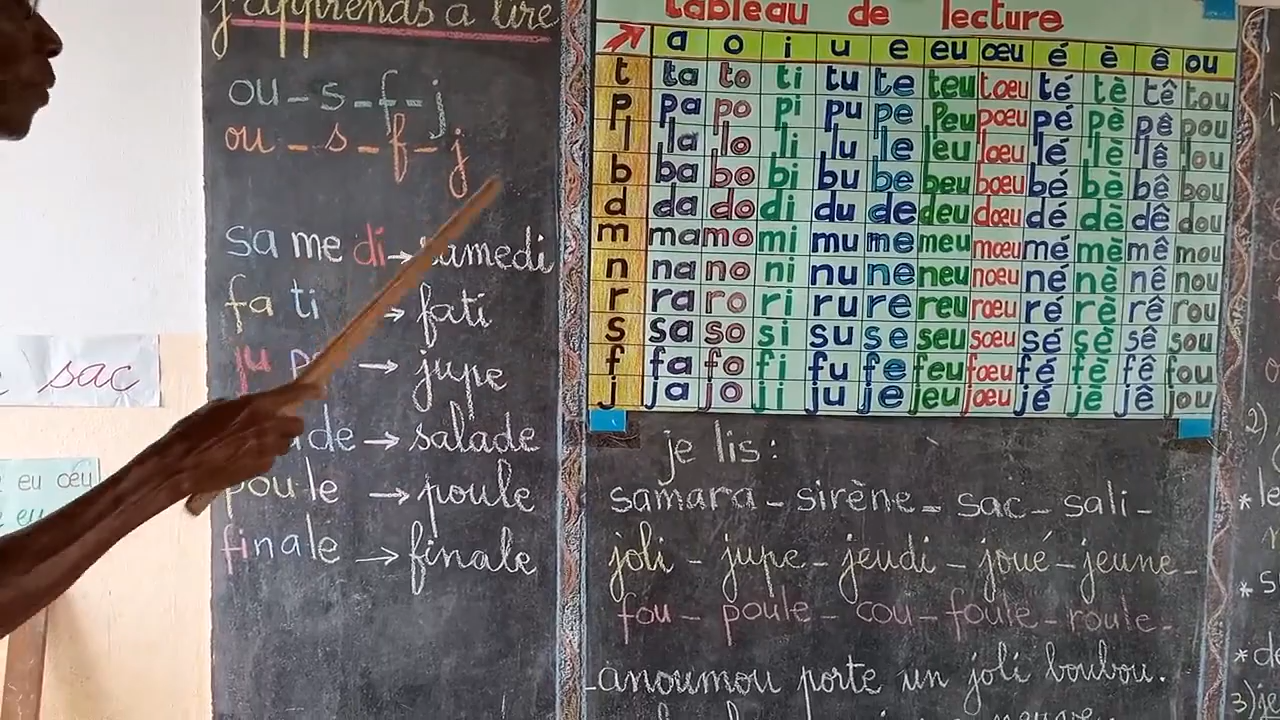 j'apprends à lire
ou - s - f - j
ou - s - f - j
sa me di → samedi
fa ti → fati
ju → jupe
de → salade
pou le → poule
finale → finale
sac
eu œu
tableau de lecture
a o i u e eu œu é è ê ou
t ta to ti tu te teu tœu té tè tê tou
p pa po pi pu pe peu pœu pé pè pê pou
l la lo li lu le leu lœu lé lè lê lou
b ba bo bi bu be beu bœu bé bè bê bou
d da do di du de deu dœu dé dè dê dou
m ma mo mi mu me meu mœu mé mè mê mou
n na no ni nu ne neu nœu né nè nê nou
r ra ro ri ru re reu rœu ré rè rê rou
s sa so si su se seu sœu sé sè sê sou
f fa fo fi fu fe feu fœu fé fè fê fou
j ja jo ji ju je jeu jœu jé jè jê jou
je lis :
samara - sirène - sac - sali -
joli - jupe - jeudi - joué - jeune -
fou - poule - cou - foule - roule -
- anoumou porte un joli boubou.
2)
* le
* s
* de
3) je